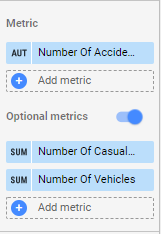 Metric
AUT Number Of Accide...
Add metric
Optional metrics
SUM Number Of Casual...
SUM Number Of Vehicles
Add metric